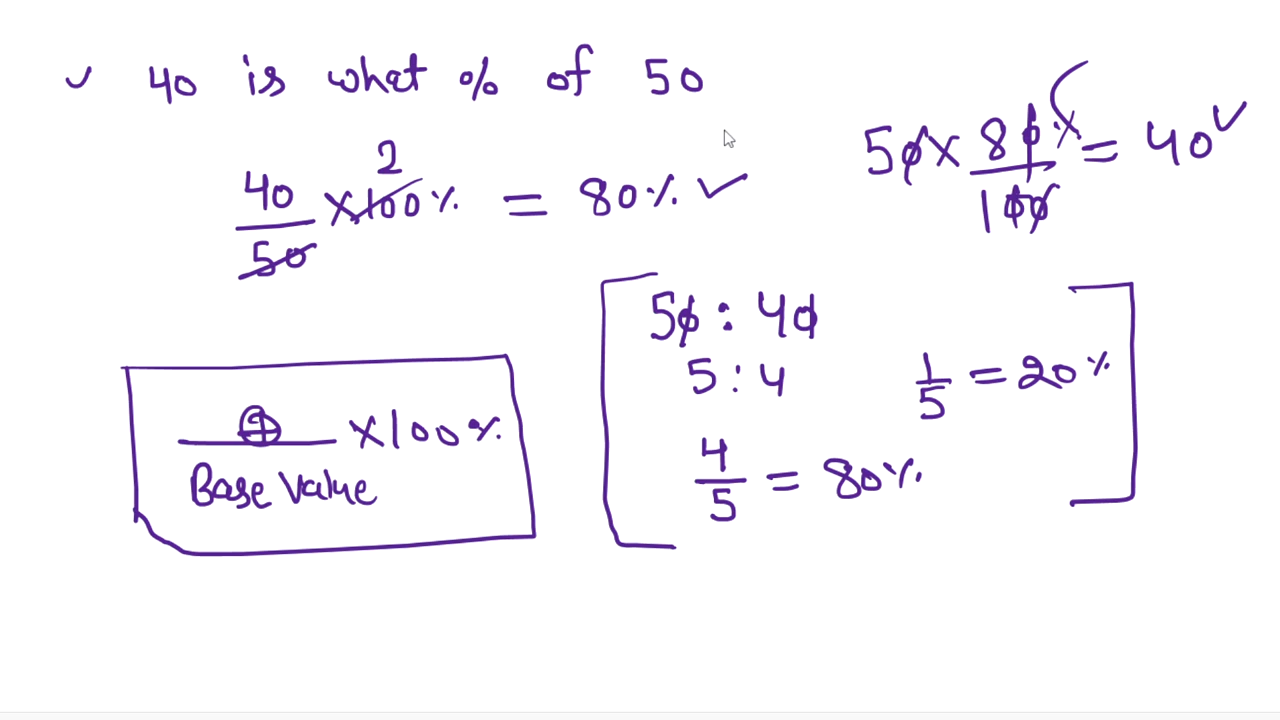 ✓ 40 is what % of 50
2
40/50 ×100% = 80% ✓
50 × 80%/100 = 40 ✓
50 : 40
5 : 4
1/5 = 20%
4/5 = 80%
×100%
Base Value